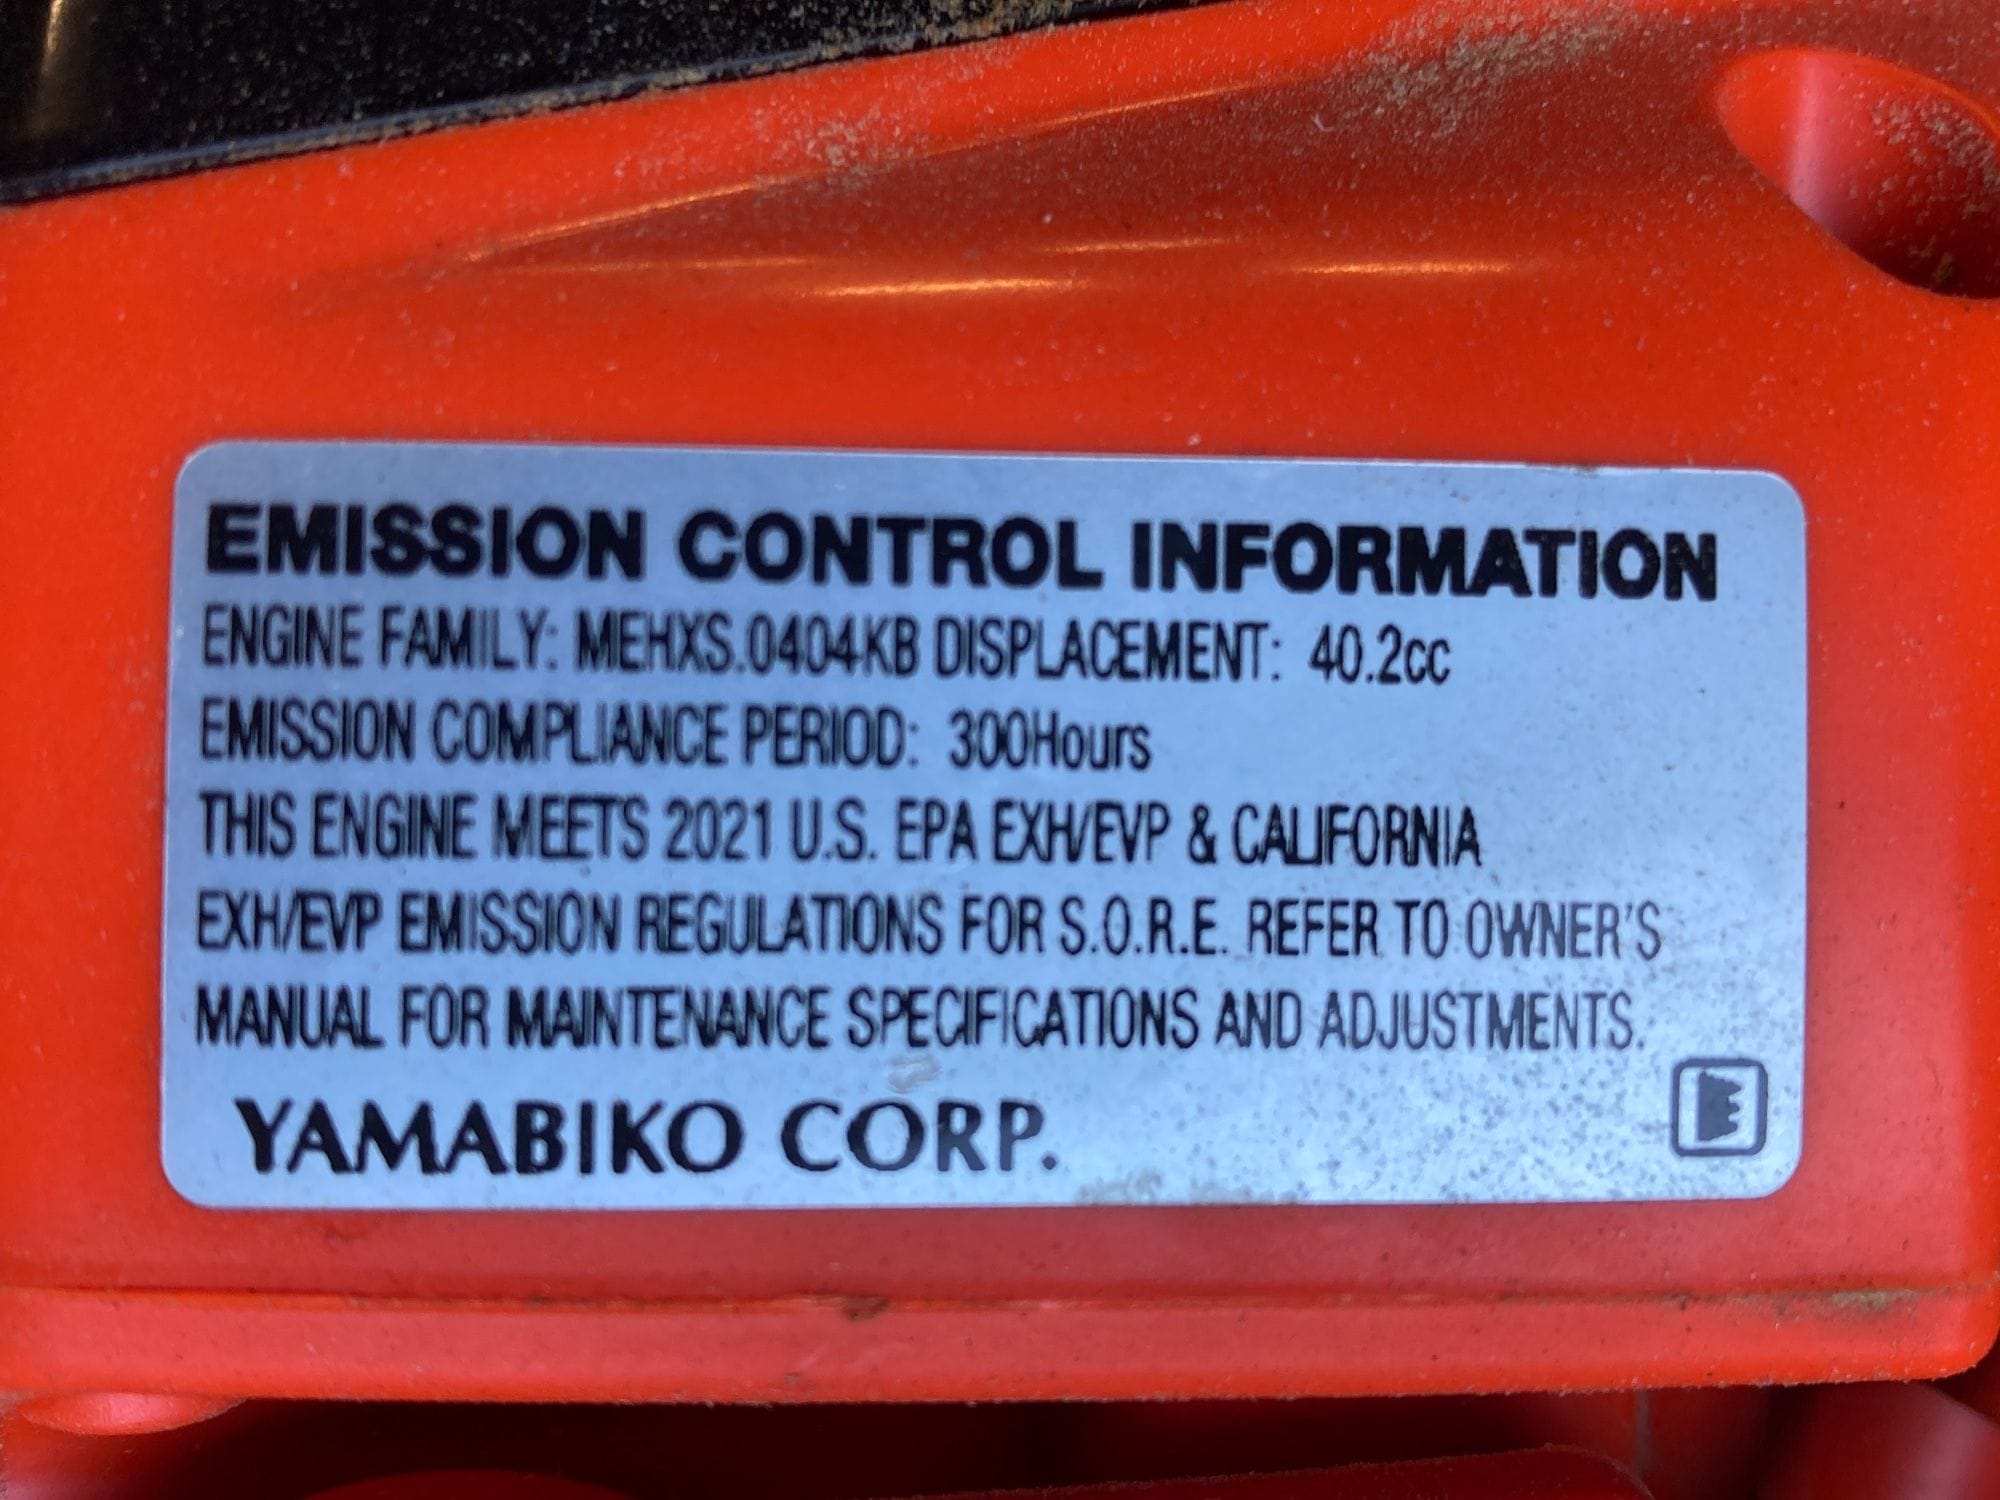 EMISSION CONTROL INFORMATION
ENGINE FAMILY: MEHXS.0404KB DISPLACEMENT: 40.2cc
EMISSION COMPLIANCE PERIOD: 300Hours
THIS ENGINE MEETS 2021 U.S. EPA EXH/EVP & CALIFORNIA
EXH/EVP EMISSION REGULATIONS FOR S.O.R.E. REFER TO OWNER'S
MANUAL FOR MAINTENANCE SPECIFICATIONS AND ADJUSTMENTS.
YAMABIKO CORP.